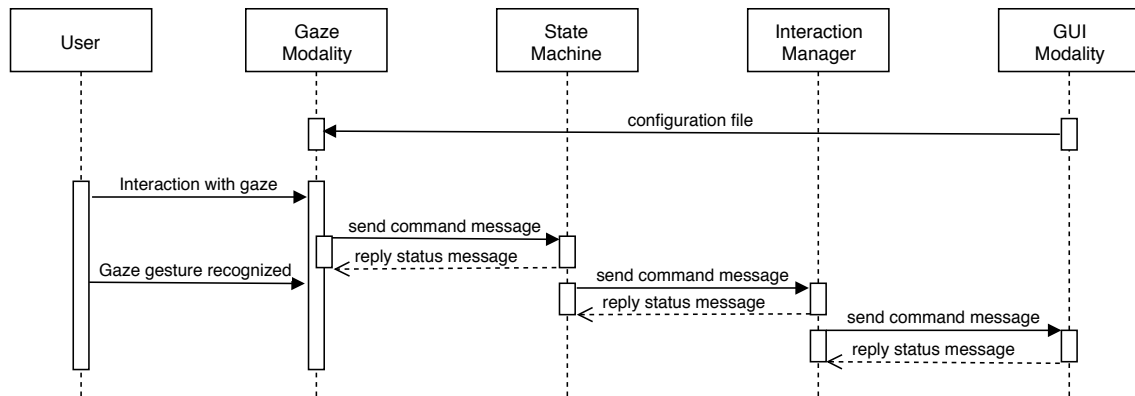 User
Gaze
Modality
State
Machine
Interaction
Manager
GUI
Modality
configuration file
Interaction with gaze
send command message
reply status message
Gaze gesture recognized
send command message
reply status message
send command message
reply status message